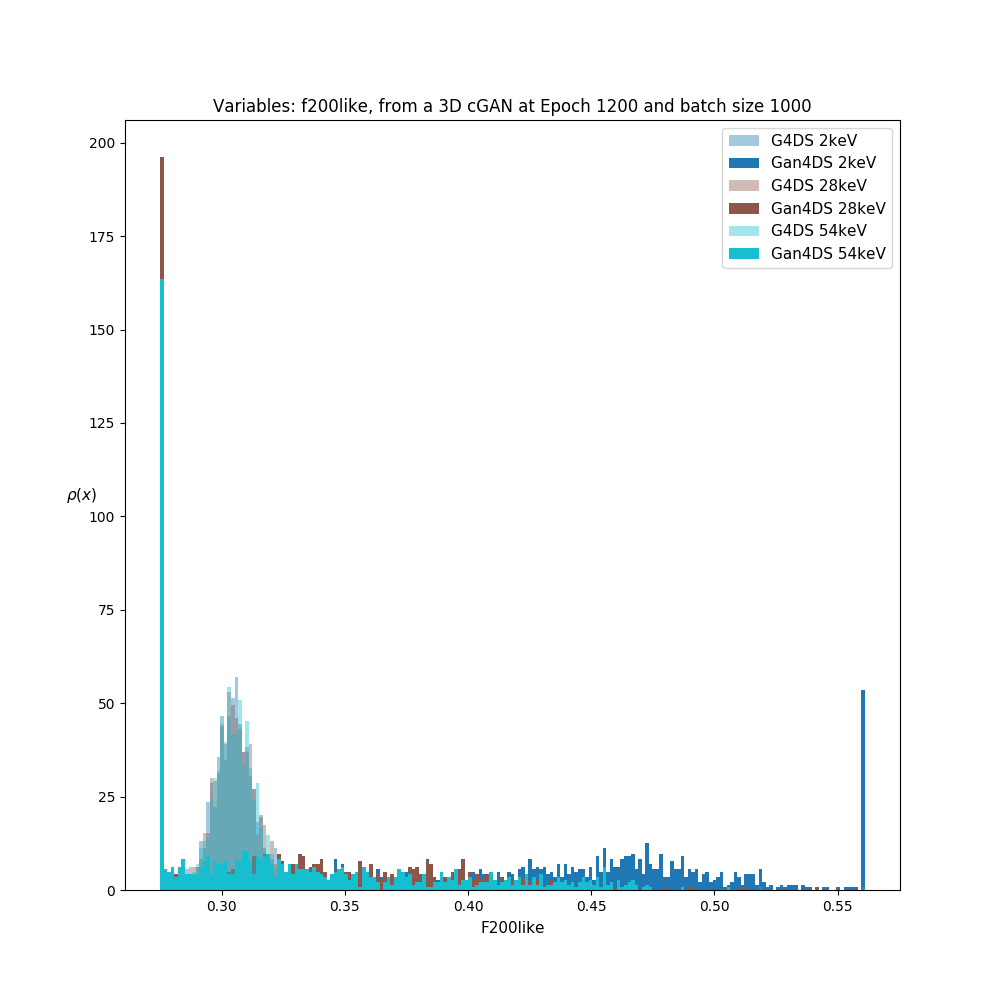 Variables: f200like, from a 3D cGAN at Epoch 1200 and batch size 1000
G4DS 2keV
Gan4DS 2keV
G4DS 28keV
Gan4DS 28keV
G4DS 54keV
Gan4DS 54keV
200
175
150
125
ρ(x)
100
75
50
25
0
0.30 0.35 0.40 0.45 0.50 0.55
F200like